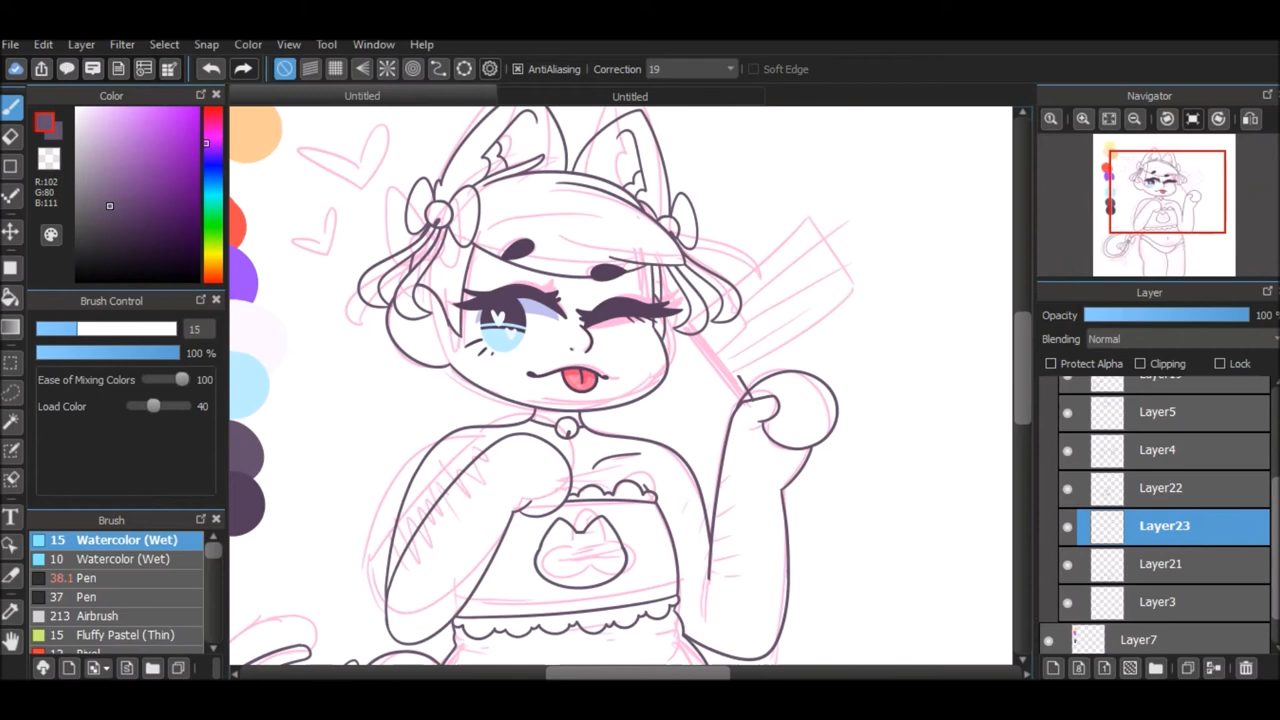 File Edit Layer Filter Select Snap Color View Tool Window Help
AntiAliasing Correction 19 Soft Edge
Color
Untitled
Untitled
Navigator
R:102
G:80
B:111
Brush Control
15
100 %
Ease of Mixing Colors 100
Load Color 40
Brush
15 Watercolor (Wet)
10 Watercolor (Wet)
38.1 Pen
37 Pen
213 Airbrush
15 Fluffy Pastel (Thin)
Layer
Opacity 100 %
Blending Normal
Protect Alpha Clipping Lock
Layer5
Layer4
Layer22
Layer23
Layer21
Layer3
Layer7